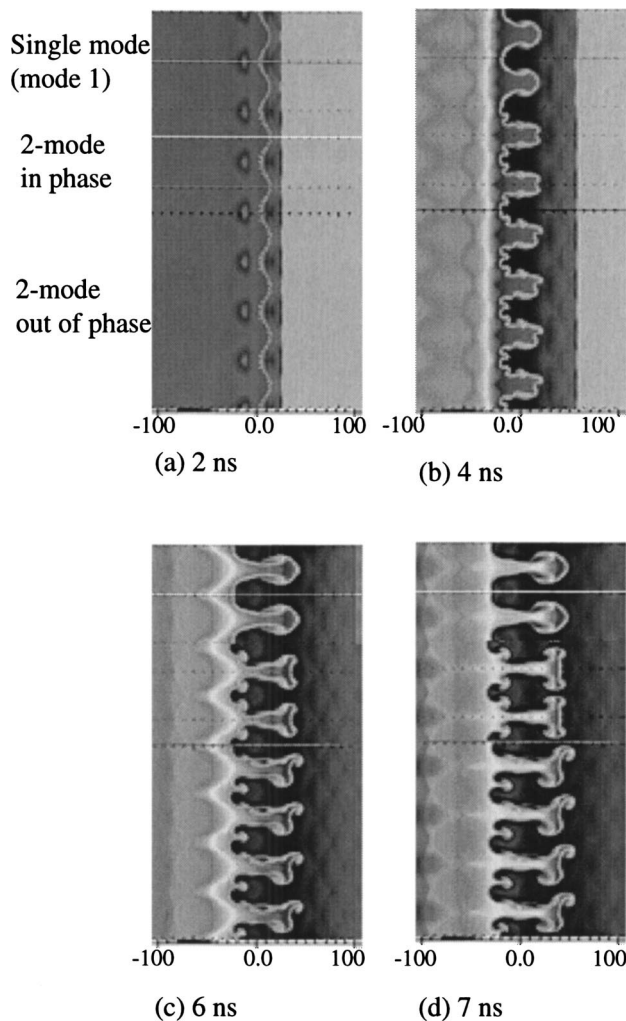 Single mode
(mode 1)
2-mode
in phase
2-mode
out of phase
-100 0.0 100
-100 0.0 100
(a) 2 ns
(b) 4 ns
-100 0.0 100
-100 0.0 100
(c) 6 ns
(d) 7 ns